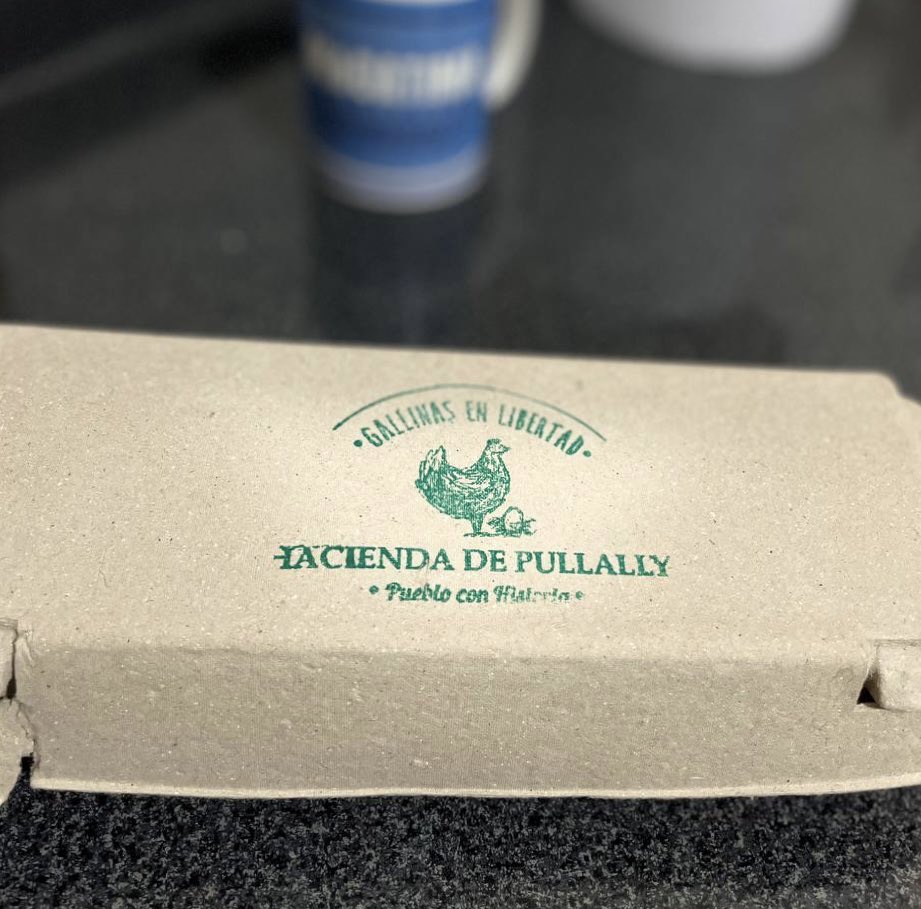 • GALLINAS EN LIBERTAD •
HACIENDA DE PULLALLY
• Pueblo con Historia •